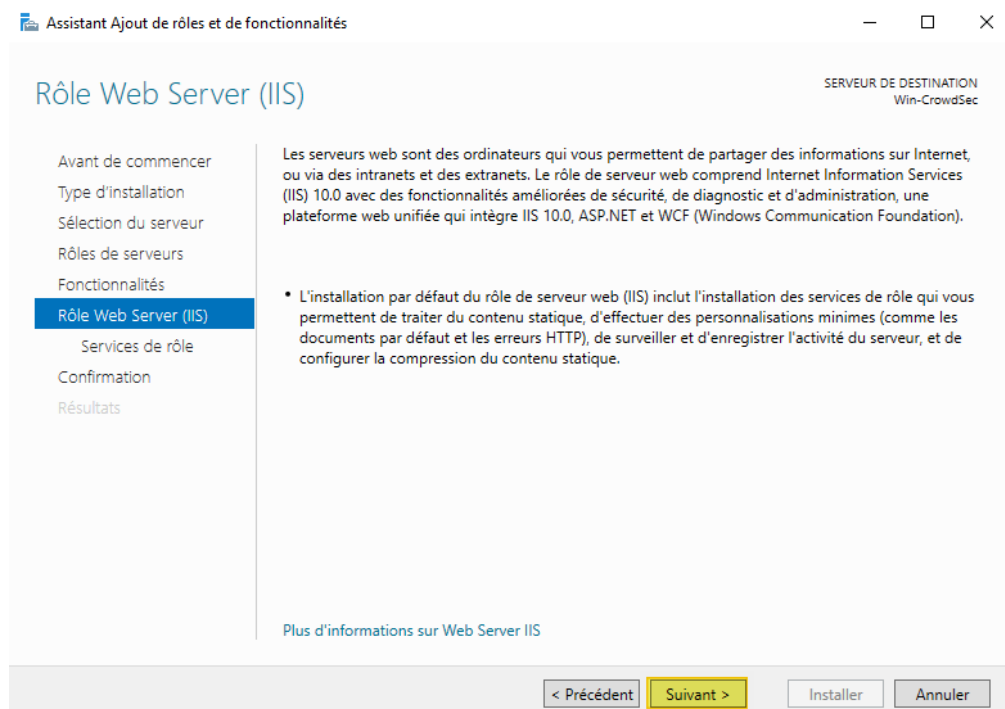 Assistant Ajout de rôles et de fonctionnalités
Rôle Web Server (IIS)
SERVEUR DE DESTINATION
Win-CrowdSec
Avant de commencer
Type d'installation
Sélection du serveur
Rôles de serveurs
Fonctionnalités
Rôle Web Server (IIS)
Services de rôle
Confirmation
Résultats
Les serveurs web sont des ordinateurs qui vous permettent de partager des informations sur Internet,
ou via des intranets et des extranets. Le rôle de serveur web comprend Internet Information Services
(IIS) 10.0 avec des fonctionnalités améliorées de sécurité, de diagnostic et d'administration, une
plateforme web unifiée qui intègre IIS 10.0, ASP.NET et WCF (Windows Communication Foundation).
• L'installation par défaut du rôle de serveur web (IIS) inclut l'installation des services de rôle qui vous
permettent de traiter du contenu statique, d'effectuer des personnalisations minimes (comme les
documents par défaut et les erreurs HTTP), de surveiller et d'enregistrer l'activité du serveur, et de
configurer la compression du contenu statique.
Plus d'informations sur Web Server IIS
< Précédent
Suivant >
Installer
Annuler